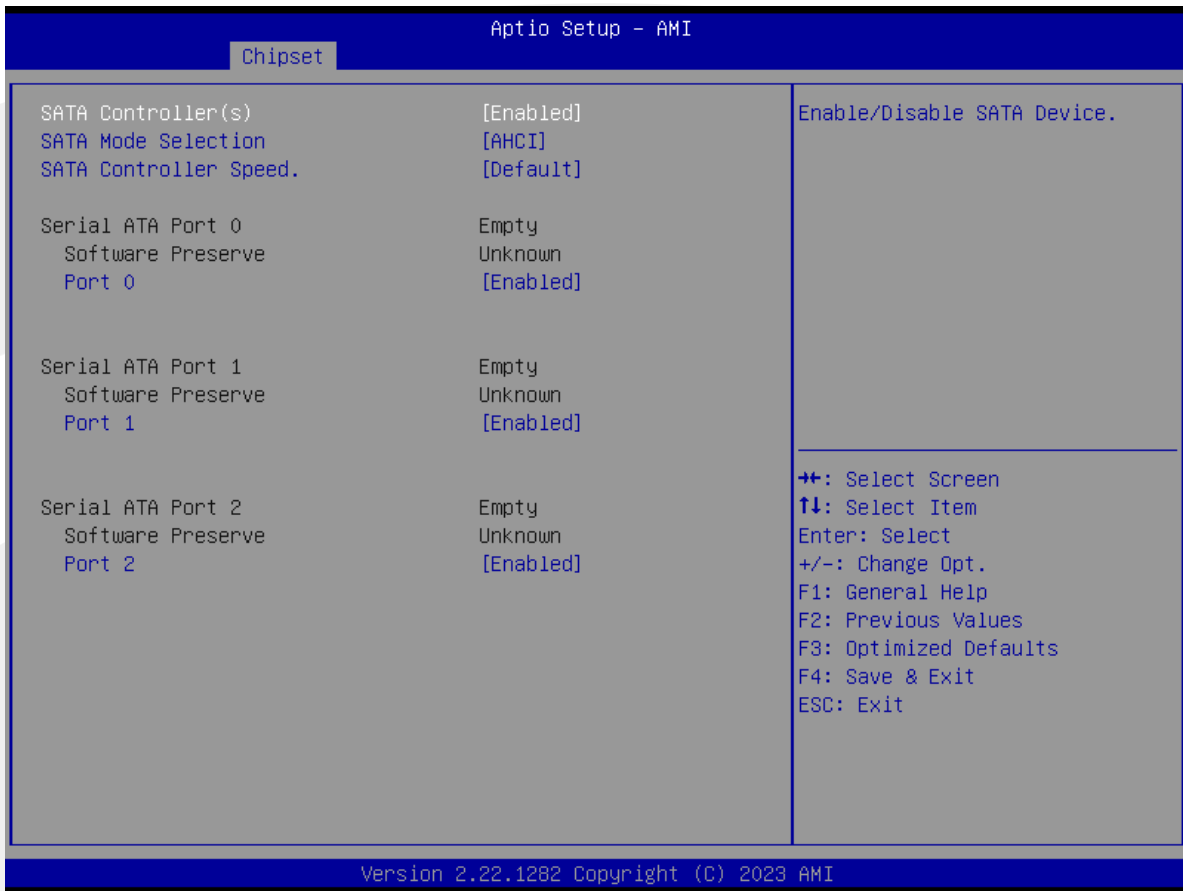 Aptio Setup – AMI
Chipset
SATA Controller(s) [Enabled]
SATA Mode Selection [AHCI]
SATA Controller Speed. [Default]
Serial ATA Port 0 Empty
Software Preserve Unknown
Port 0 [Enabled]
Serial ATA Port 1 Empty
Software Preserve Unknown
Port 1 [Enabled]
Serial ATA Port 2 Empty
Software Preserve Unknown
Port 2 [Enabled]
Enable/Disable SATA Device.
→←: Select Screen
↑↓: Select Item
Enter: Select
+/-: Change Opt.
F1: General Help
F2: Previous Values
F3: Optimized Defaults
F4: Save & Exit
ESC: Exit
Version 2.22.1282 Copyright (C) 2023 AMI